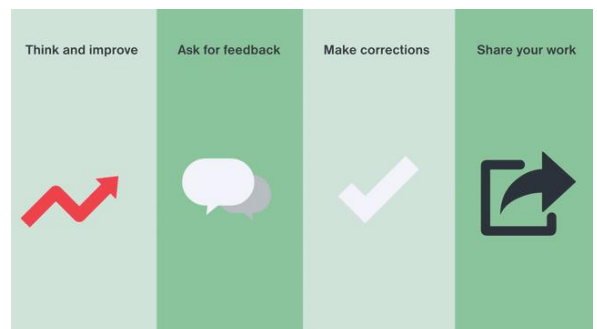 Think and improve
Ask for feedback
Make corrections
Share your work